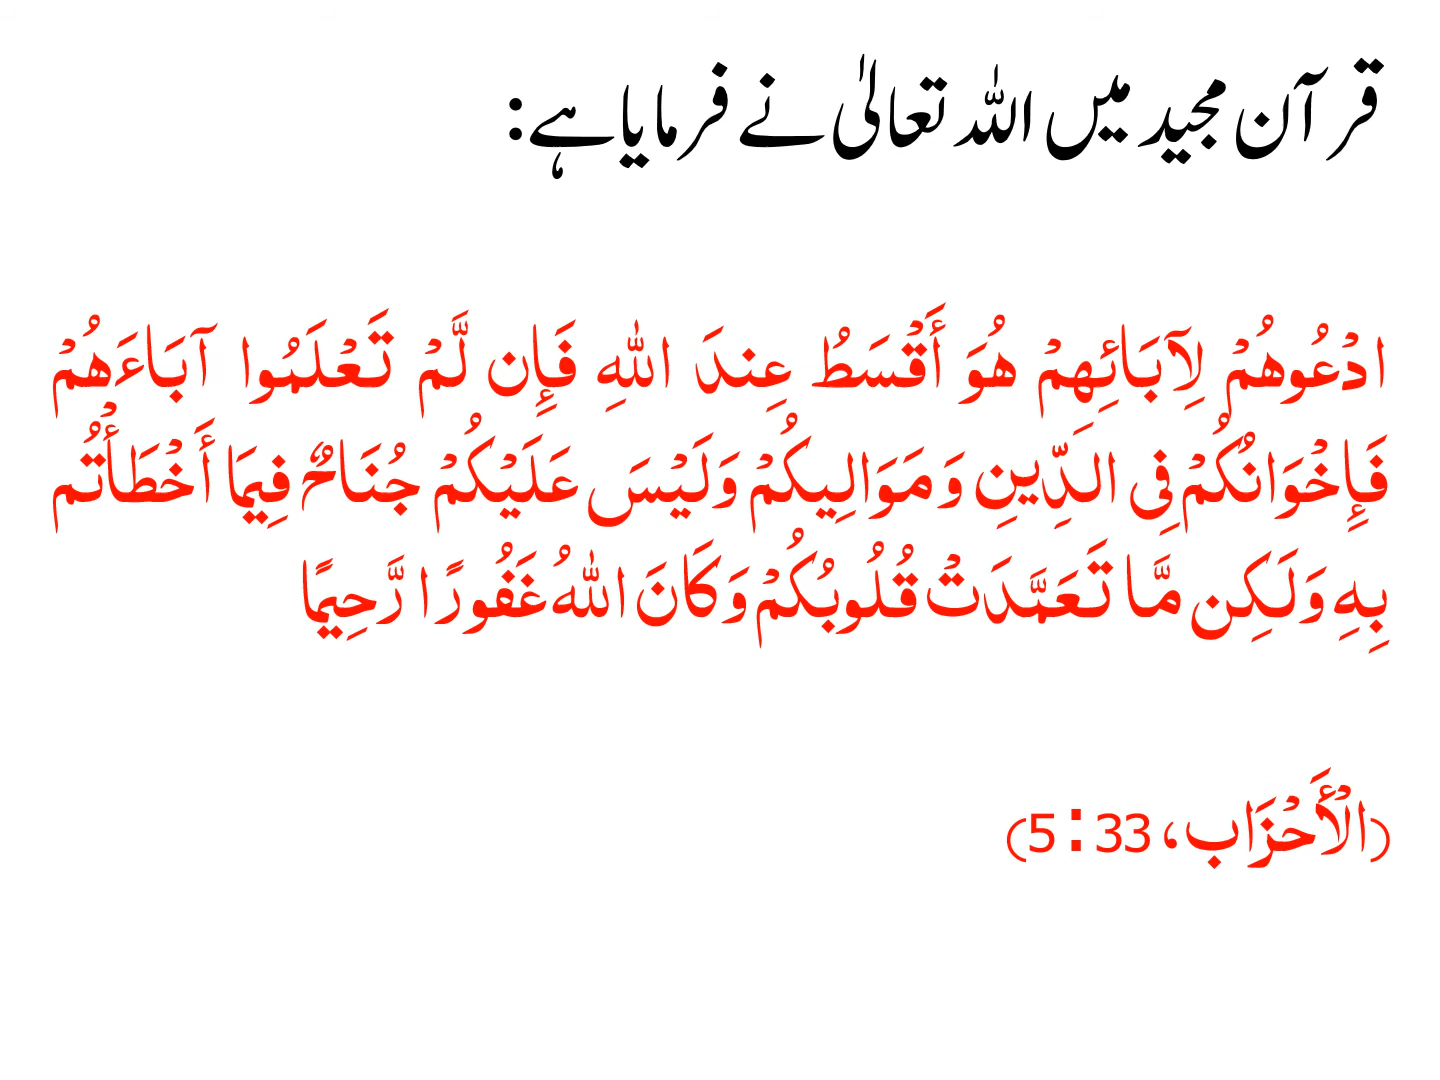 قرآن مجید میں اللہ تعالیٰ نے فرمایا ہے:
ادْعُوهُمْ لِآبَائِهِمْ هُوَ أَقْسَطُ عِندَ اللهِ فَإِن لَّمْ تَعْلَمُوا آبَاءَهُمْ
فَإِخْوَانُكُمْ فِي الدِّينِ وَمَوَالِيكُمْ وَلَيْسَ عَلَيْكُمْ جُنَاحٌ فِيمَا أَخْطَأْتُم
بِهِ وَلَكِن مَّا تَعَمَّدَتْ قُلُوبُكُمْ وَكَانَ اللهُ غَفُورًا رَّحِيمًا
(الْأَحْزَاب، 33:5)